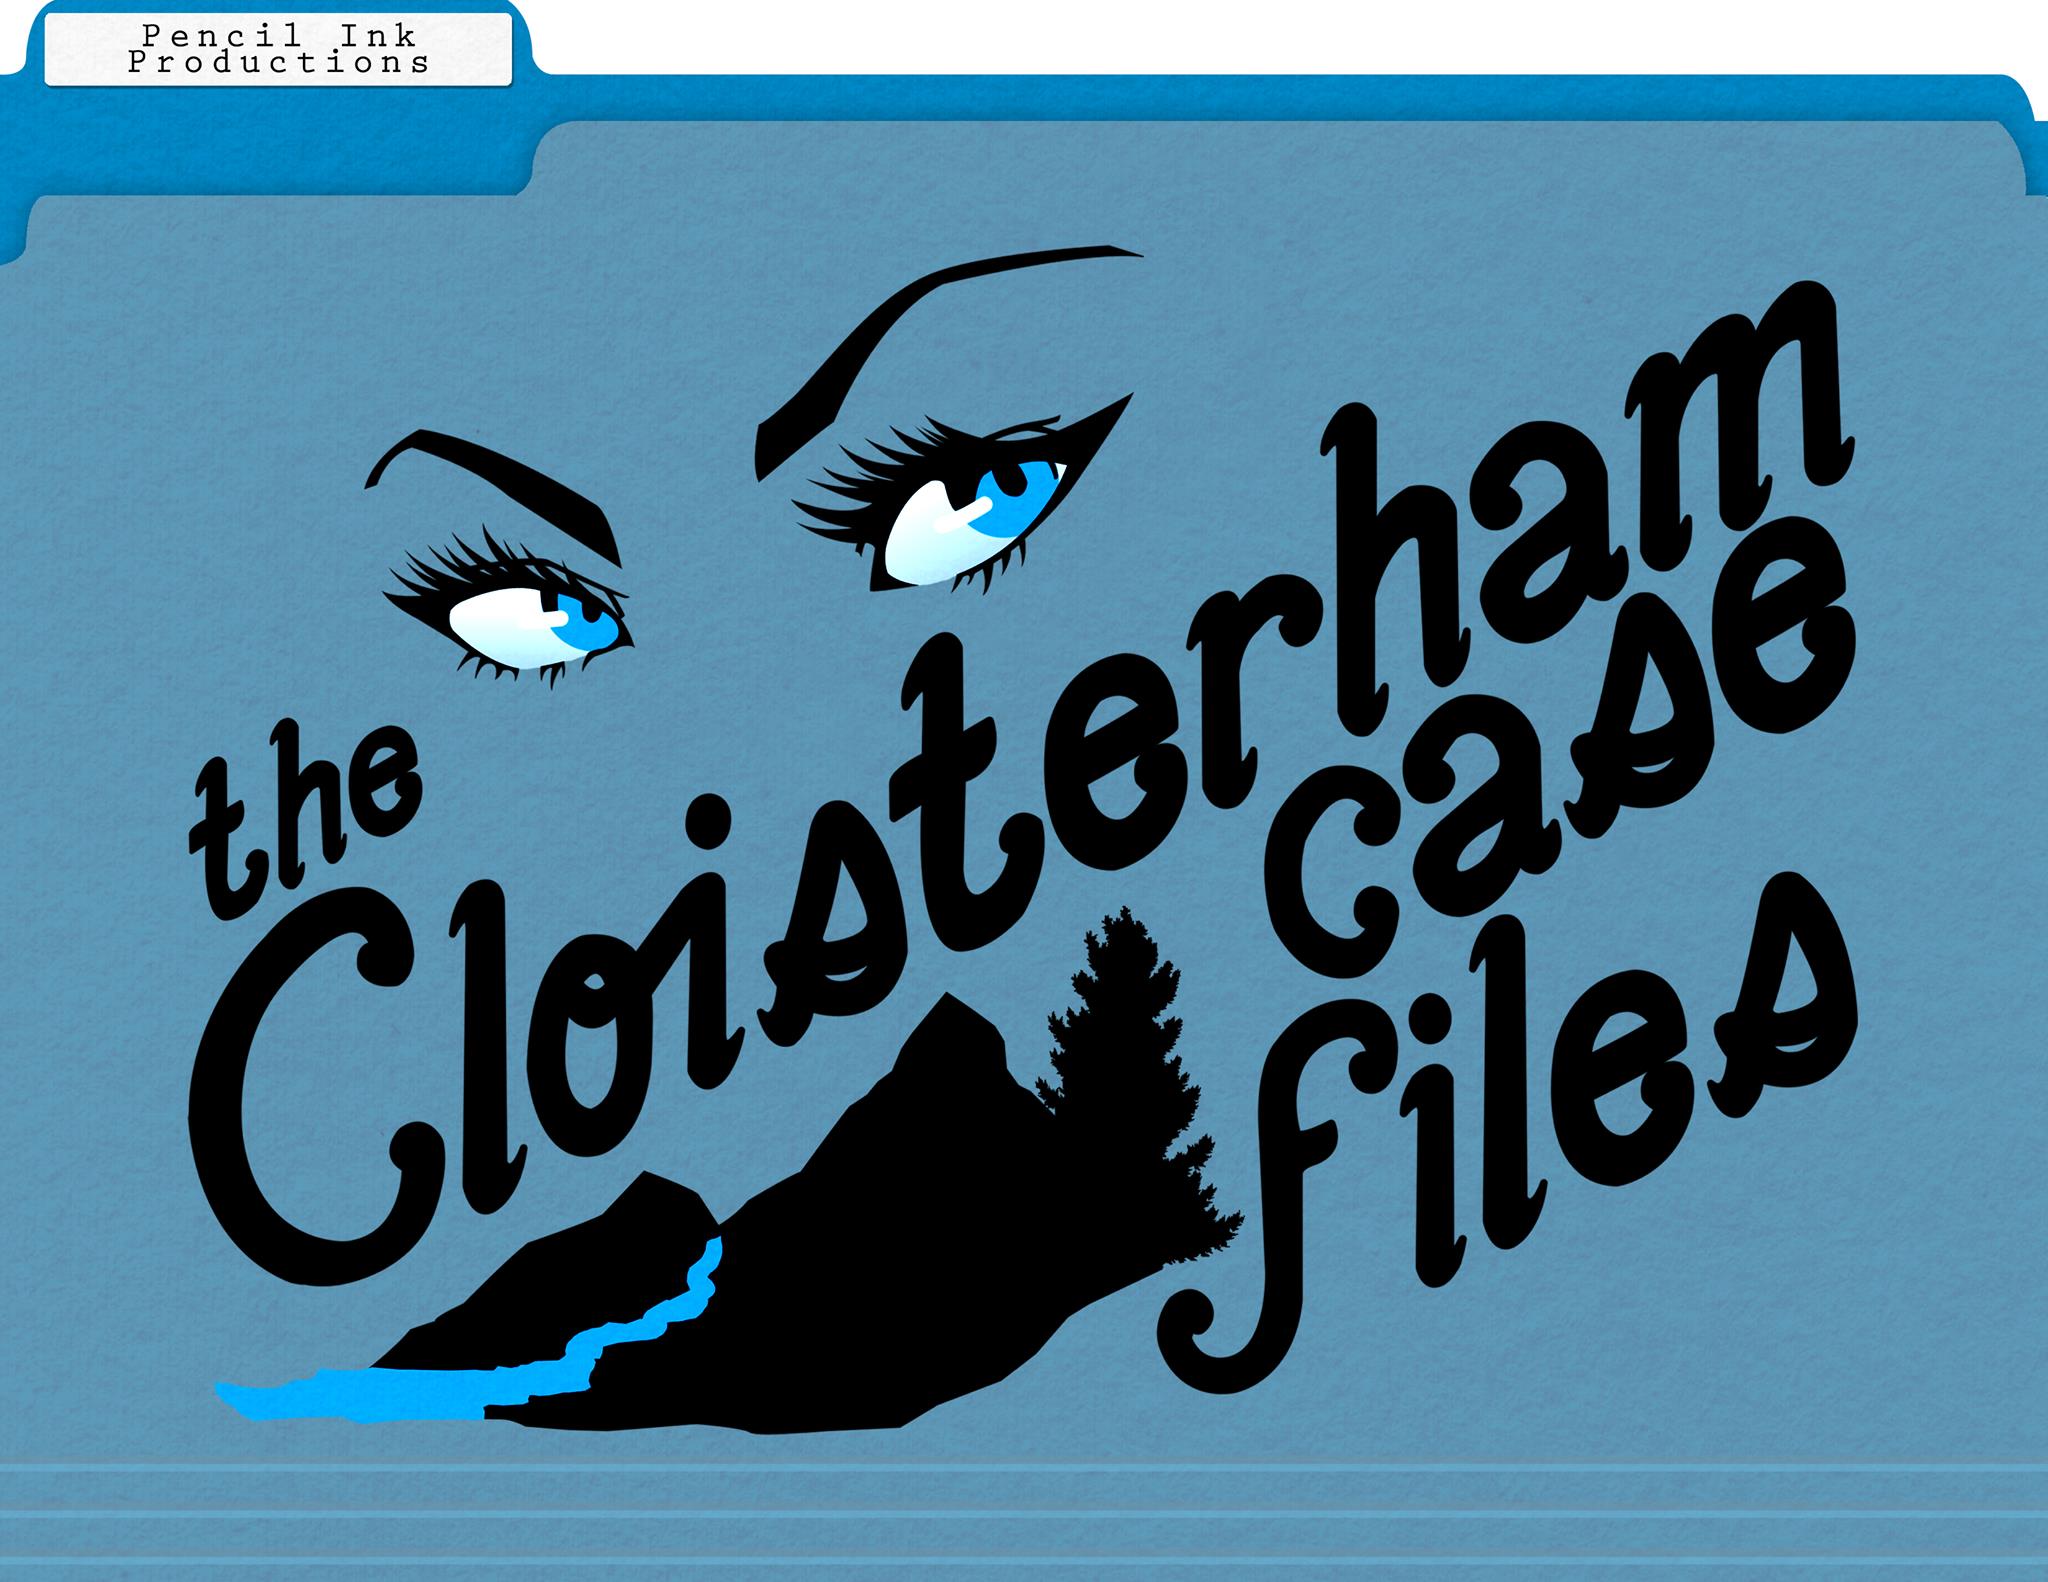 Pencil Ink
Productions
the
Cloisterham
case
files